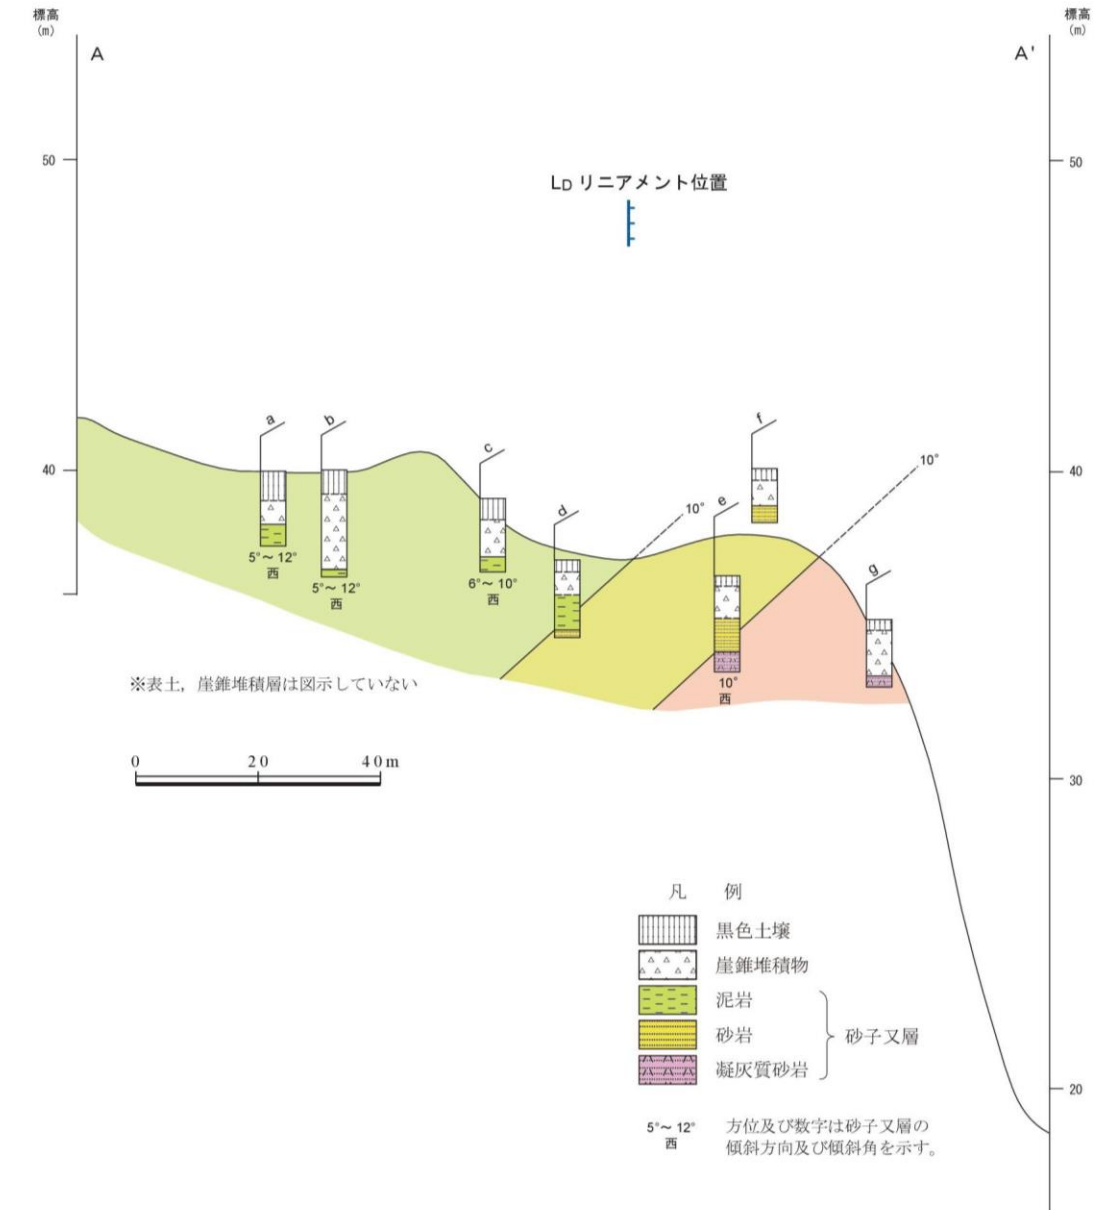 標高
(m)
標高
(m)
A
A'
50
50
LD リニアメント位置
a
b
c
d
e
f
g
40
40
10°
10°
5°～ 12°
西
5°～ 12°
西
6°～ 10°
西
10°
西
※表土，崖錐堆積層は図示していない
0 20 40m
30
凡 例
黒色土壌
崖錐堆積物
泥岩
砂岩
砂子又層
凝灰質砂岩
20
5°～ 12°
西
方位及び数字は砂子又層の
傾斜方向及び傾斜角を示す。